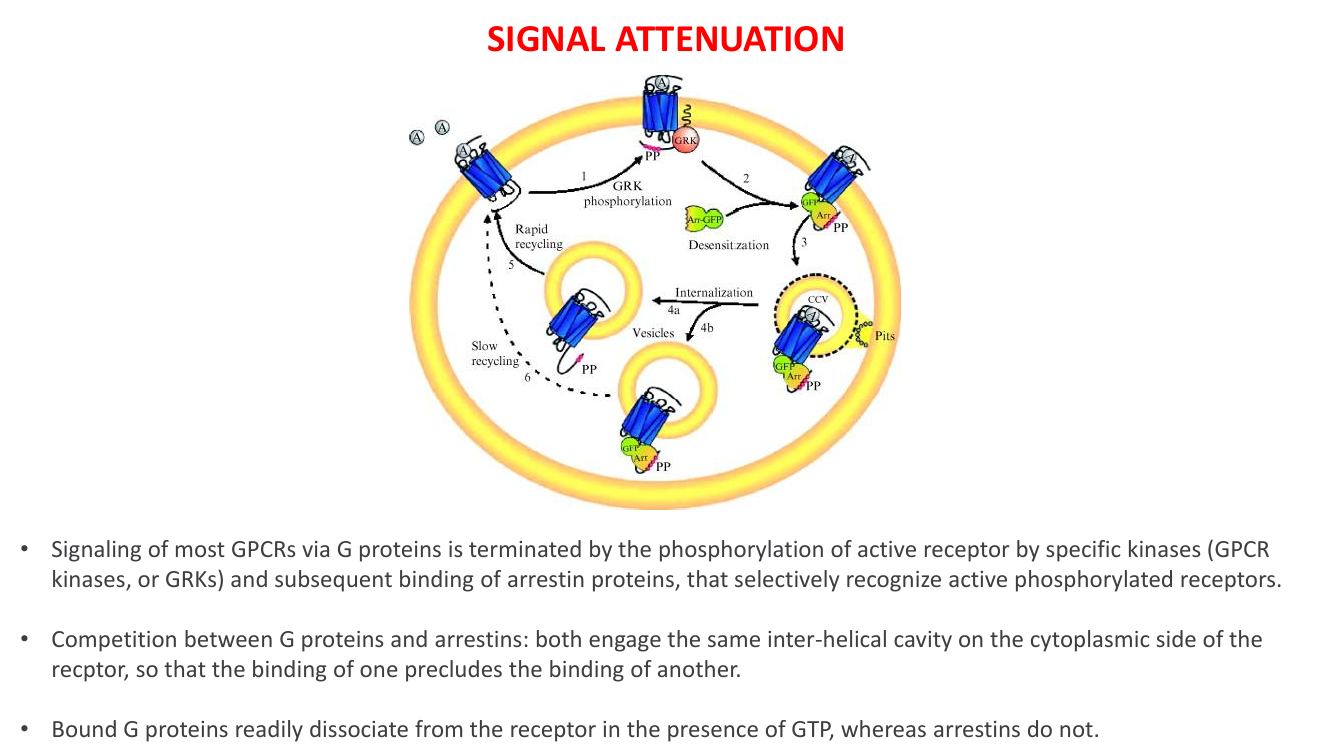 SIGNAL ATTENUATION
A
A
A
A
GRK
PP
1
GRK
phosphorylation
2
Arr-GFP
Desensitization
A
GFP
Arr
PP
3
Rapid
recycling
5
Internalization
4a
4b
Vesicles
CCV
A
Pits
GFP
Arr
PP
PP
Slow
recycling
6
GFP
Arr
PP
• Signaling of most GPCRs via G proteins is terminated by the phosphorylation of active receptor by specific kinases (GPCR
kinases, or GRKs) and subsequent binding of arrestin proteins, that selectively recognize active phosphorylated receptors.
• Competition between G proteins and arrestins: both engage the same inter-helical cavity on the cytoplasmic side of the
recptor, so that the binding of one precludes the binding of another.
• Bound G proteins readily dissociate from the receptor in the presence of GTP, whereas arrestins do not.